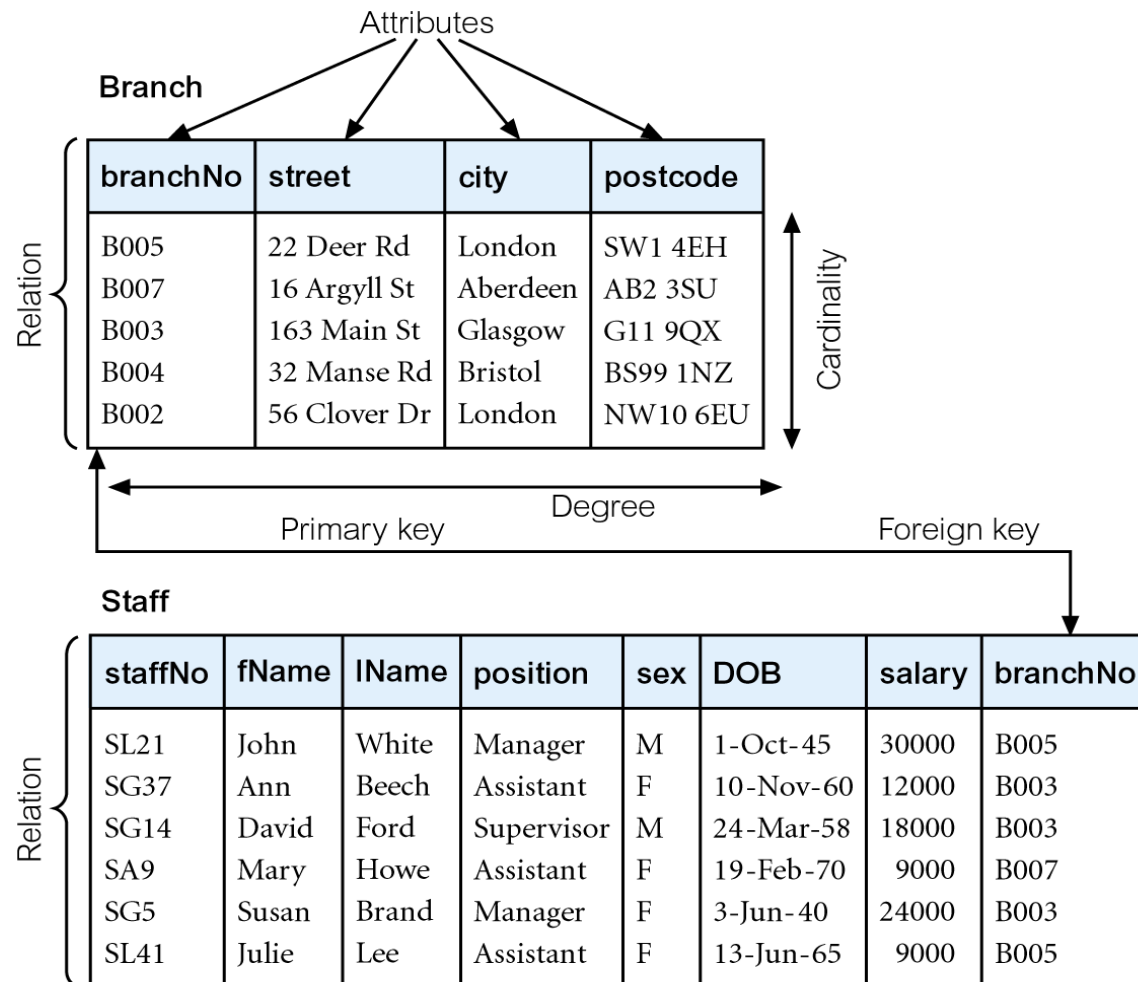 Attributes
Branch
Relation
branchNo street city postcode
B005 22 Deer Rd London SW1 4EH
B007 16 Argyll St Aberdeen AB2 3SU
B003 163 Main St Glasgow G11 9QX
B004 32 Manse Rd Bristol BS99 1NZ
B002 56 Clover Dr London NW10 6EU
Cardinality
Degree
Primary key Foreign key
Staff
Relation
staffNo fName lName position sex DOB salary branchNo
SL21 John White Manager M 1-Oct-45 30000 B005
SG37 Ann Beech Assistant F 10-Nov-60 12000 B003
SG14 David Ford Supervisor M 24-Mar-58 18000 B003
SA9 Mary Howe Assistant F 19-Feb-70 9000 B007
SG5 Susan Brand Manager F 3-Jun-40 24000 B003
SL41 Julie Lee Assistant F 13-Jun-65 9000 B005